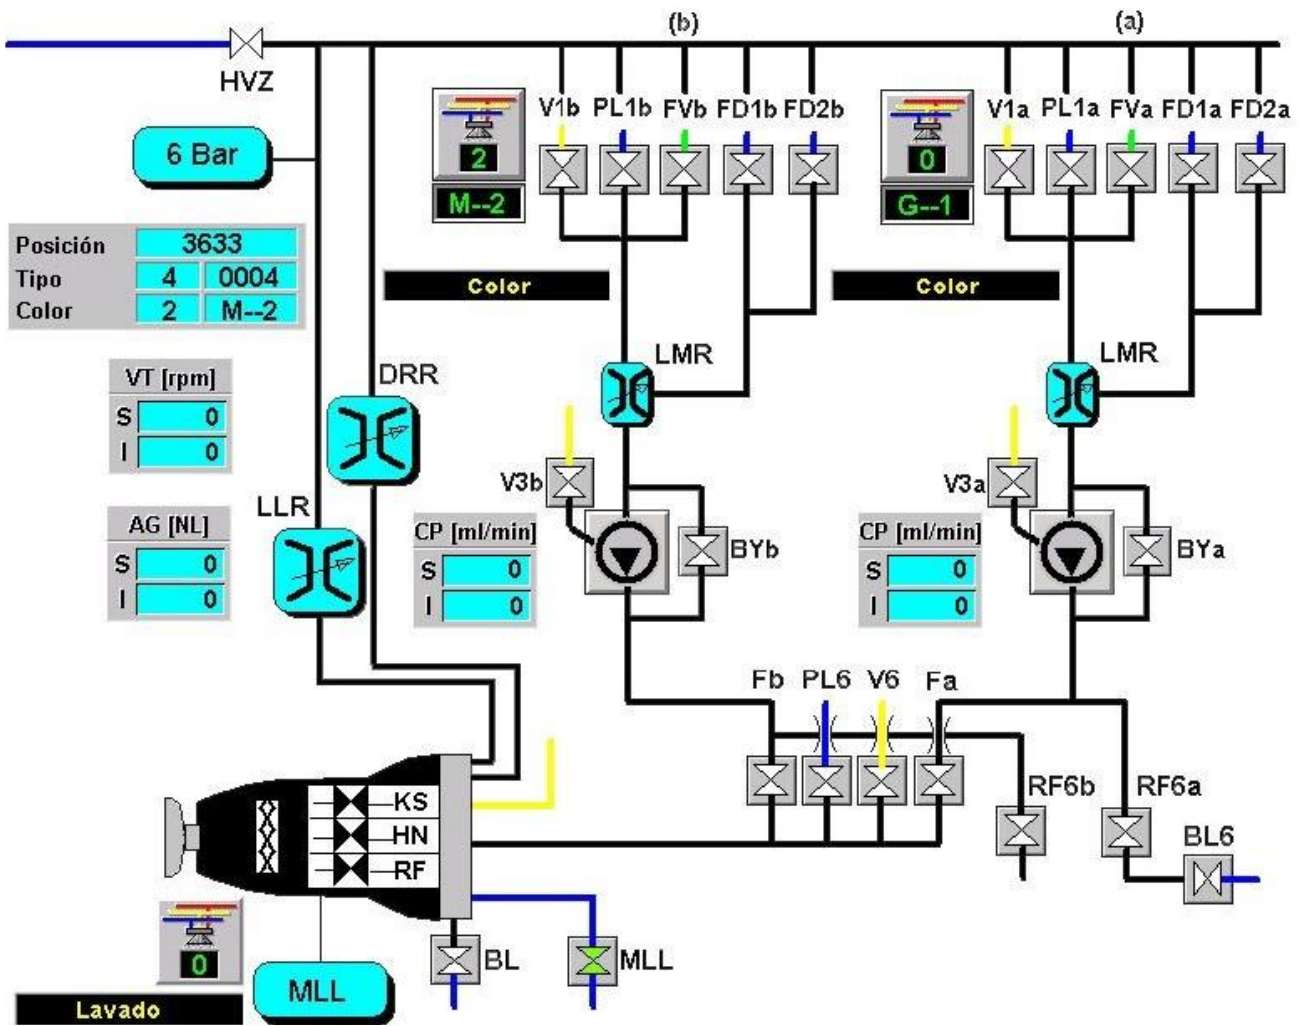 (b)
(a)
HVZ
V1b PL1b FVb FD1b FD2b
V1a PL1a FVa FD1a FD2a
6 Bar
2
M--2
0
G--1
Posición 3633
Tipo 4 0004
Color 2 M--2
Color
Color
VT [rpm]
S 0
I 0
DRR
LMR
LMR
AG [NL]
S 0
I 0
LLR
V3b
V3a
CP [ml/min]
S 0
I 0
BYb
CP [ml/min]
S 0
I 0
BYa
Fb PL6 V6 Fa
RF6b
RF6a
BL6
KS
HN
RF
0
Lavado
MLL
BL
MLL